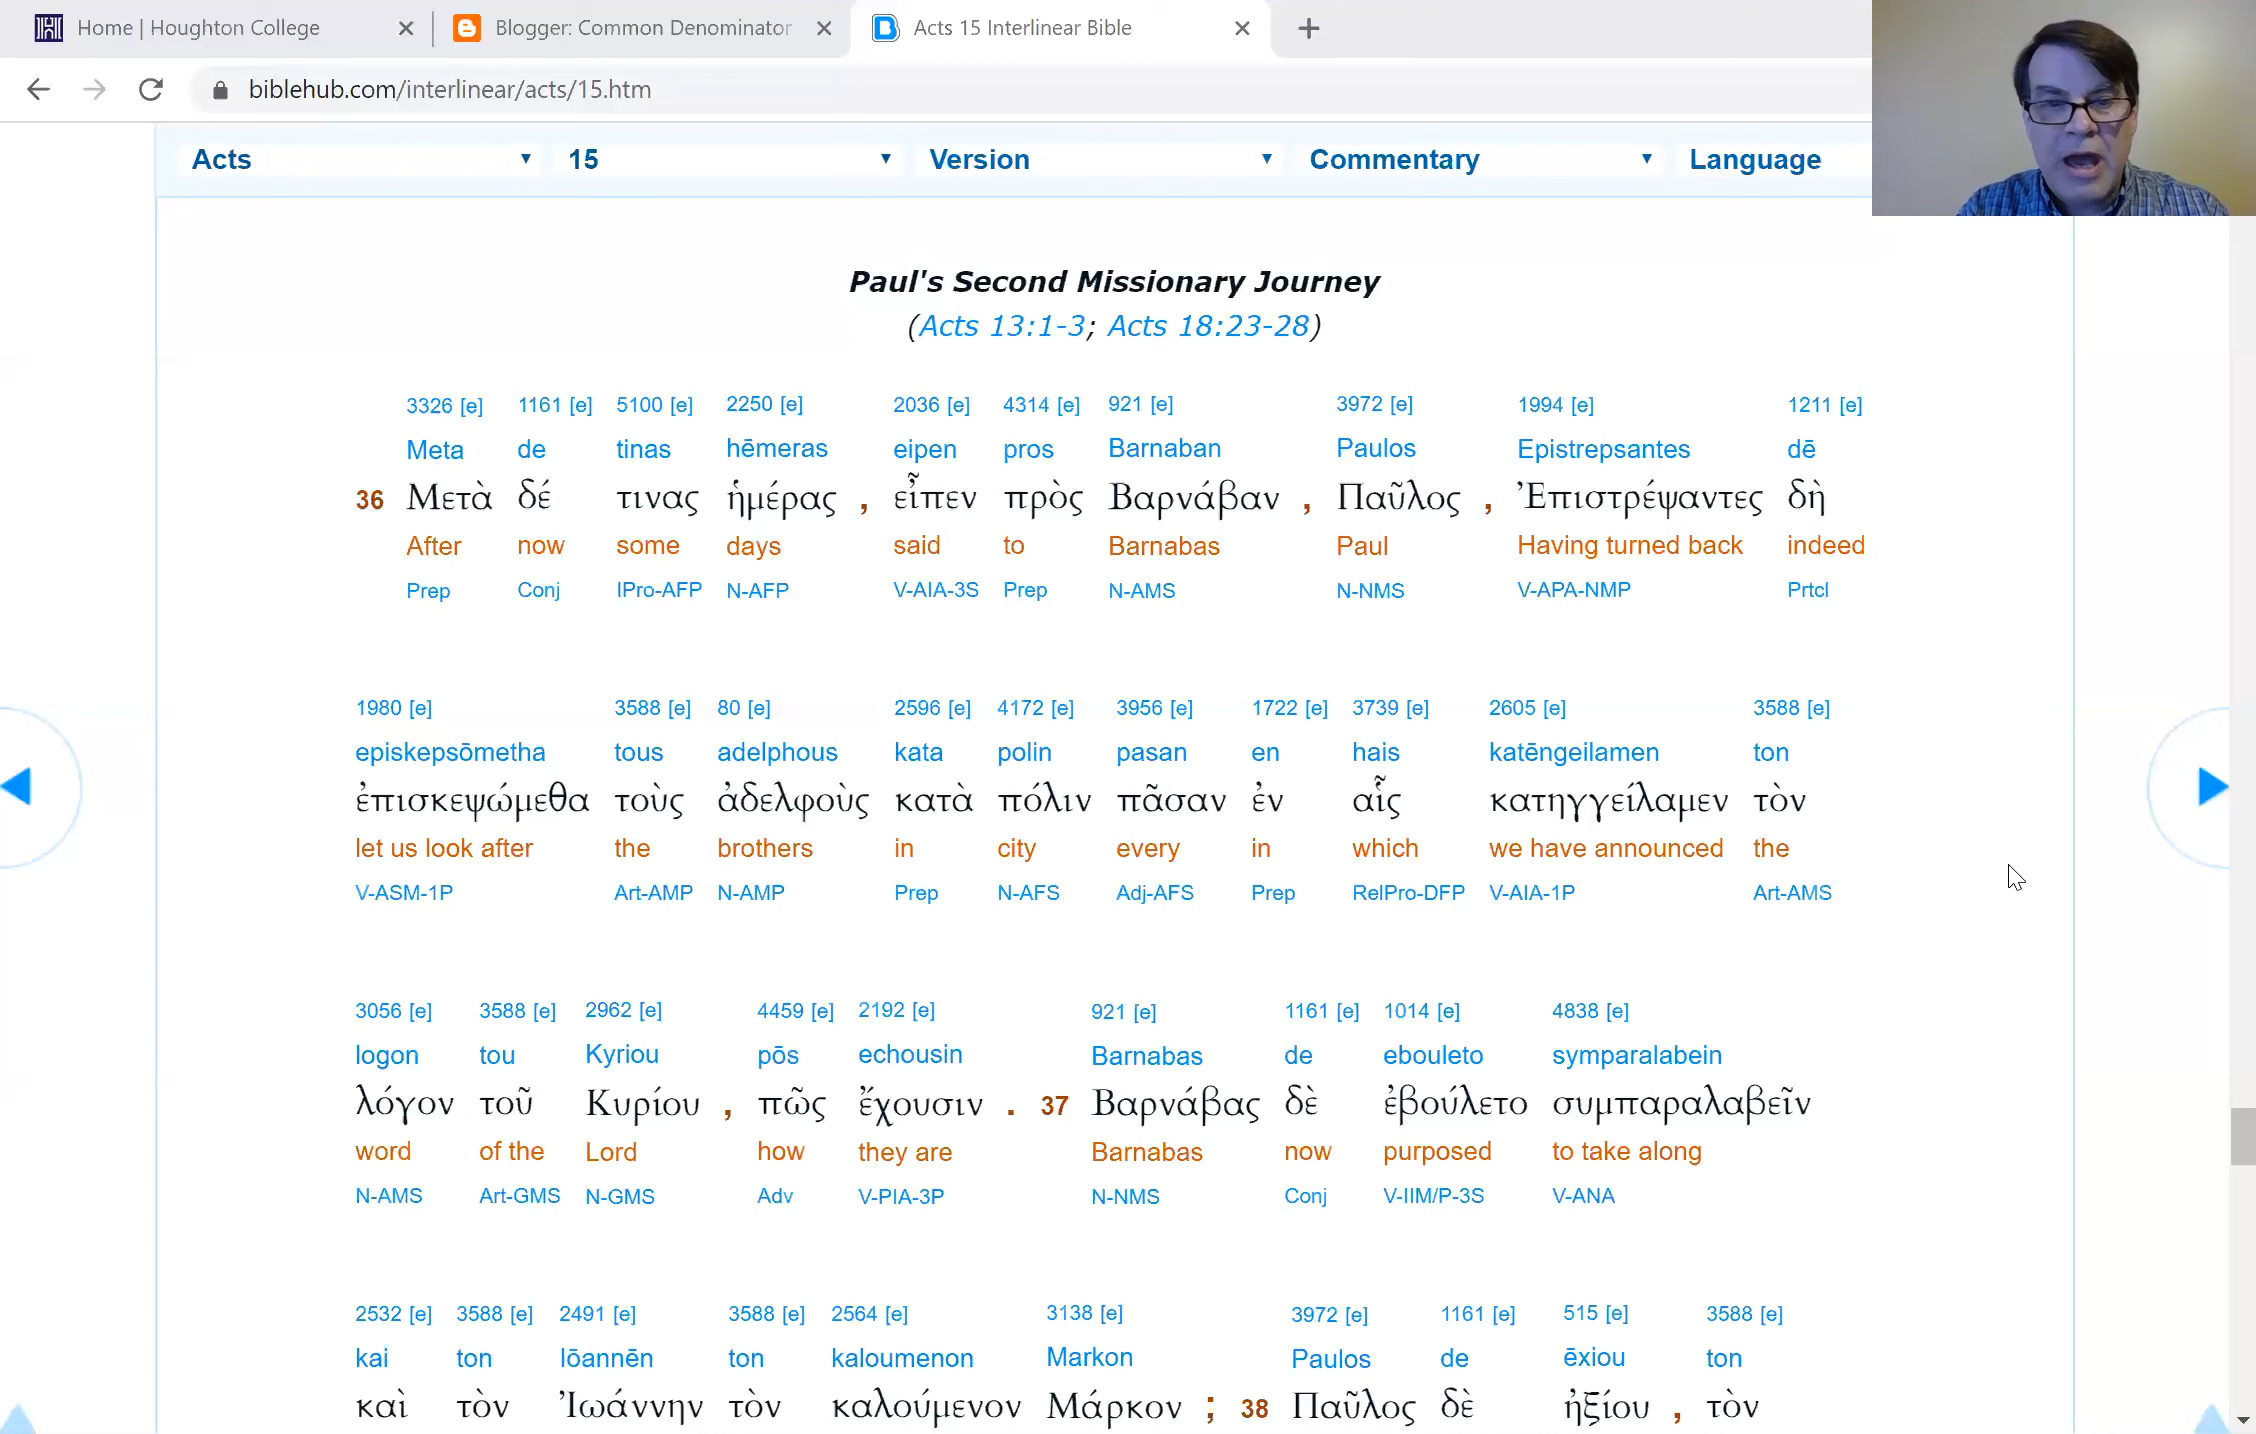 Home | Houghton College
Blogger: Common Denominator
Acts 15 Interlinear Bible
biblehub.com/interlinear/acts/15.htm
Acts 15 Version Commentary Language
Paul's Second Missionary Journey
(Acts 13:1-3; Acts 18:23-28)
3326 [e] 1161 [e] 5100 [e] 2250 [e] 2036 [e] 4314 [e] 921 [e] 3972 [e] 1994 [e] 1211 [e]
Meta de tinas hēmeras eipen pros Barnaban Paulos Epistrepsantes dē
36 Μετὰ δέ τινας ἡμέρας , εἶπεν πρὸς Βαρνάβαν , Παῦλος , Ἐπιστρέψαντες δὴ
After now some days said to Barnabas Paul Having turned back indeed
Prep Conj IPro-AFP N-AFP V-AIA-3S Prep N-AMS N-NMS V-APA-NMP Prtcl
1980 [e] 3588 [e] 80 [e] 2596 [e] 4172 [e] 3956 [e] 1722 [e] 3739 [e] 2605 [e] 3588 [e]
episkepsōmetha tous adelphous kata polin pasan en hais katēngeilamen ton
ἐπισκεψώμεθα τοὺς ἀδελφοὺς κατὰ πόλιν πᾶσαν ἐν αἷς κατηγγείλαμεν τὸν
let us look after the brothers in city every in which we have announced the
V-ASM-1P Art-AMP N-AMP Prep N-AFS Adj-AFS Prep RelPro-DFP V-AIA-1P Art-AMS
3056 [e] 3588 [e] 2962 [e] 4459 [e] 2192 [e] 921 [e] 1161 [e] 1014 [e] 4838 [e]
logon tou Kyriou pōs echousin Barnabas de ebouleto symparalabein
λόγον τοῦ Κυρίου , πῶς ἔχουσιν . 37 Βαρνάβας δὲ ἐβούλετο συμπαραλαβεῖν
word of the Lord how they are Barnabas now purposed to take along
N-AMS Art-GMS N-GMS Adv V-PIA-3P N-NMS Conj V-IIM/P-3S V-ANA
2532 [e] 3588 [e] 2491 [e] 3588 [e] 2564 [e] 3138 [e] 3972 [e] 1161 [e] 515 [e] 3588 [e]
kai ton Iōannēn ton kaloumenon Markon Paulos de ēxiou ton
καὶ τὸν Ἰωάννην τὸν καλούμενον Μάρκον ; 38 Παῦλος δὲ ἠξίου , τὸν